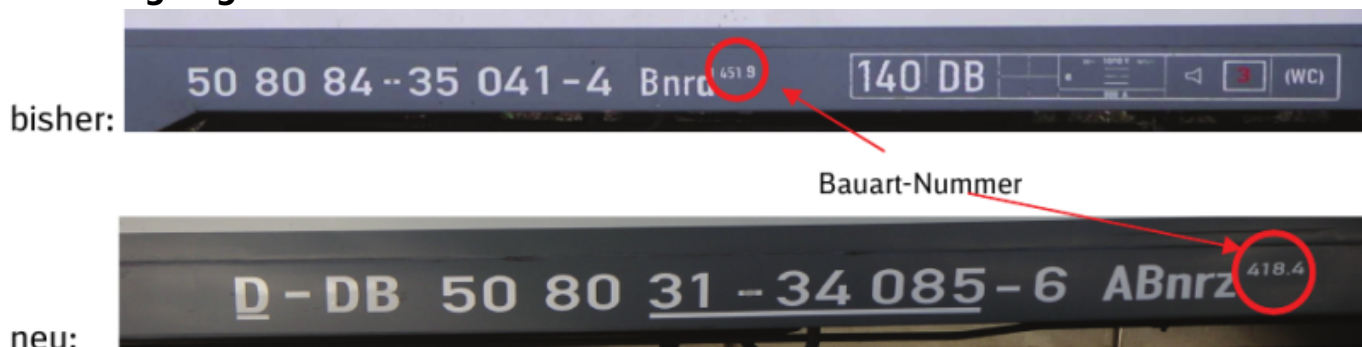 bisher:
50 80 84-35 041-4 Bnrd 451.9
140 DB 3 (WC)
Bauart-Nummer
neu:
D-DB 50 80 31-34 085-6 ABnrz 418.4